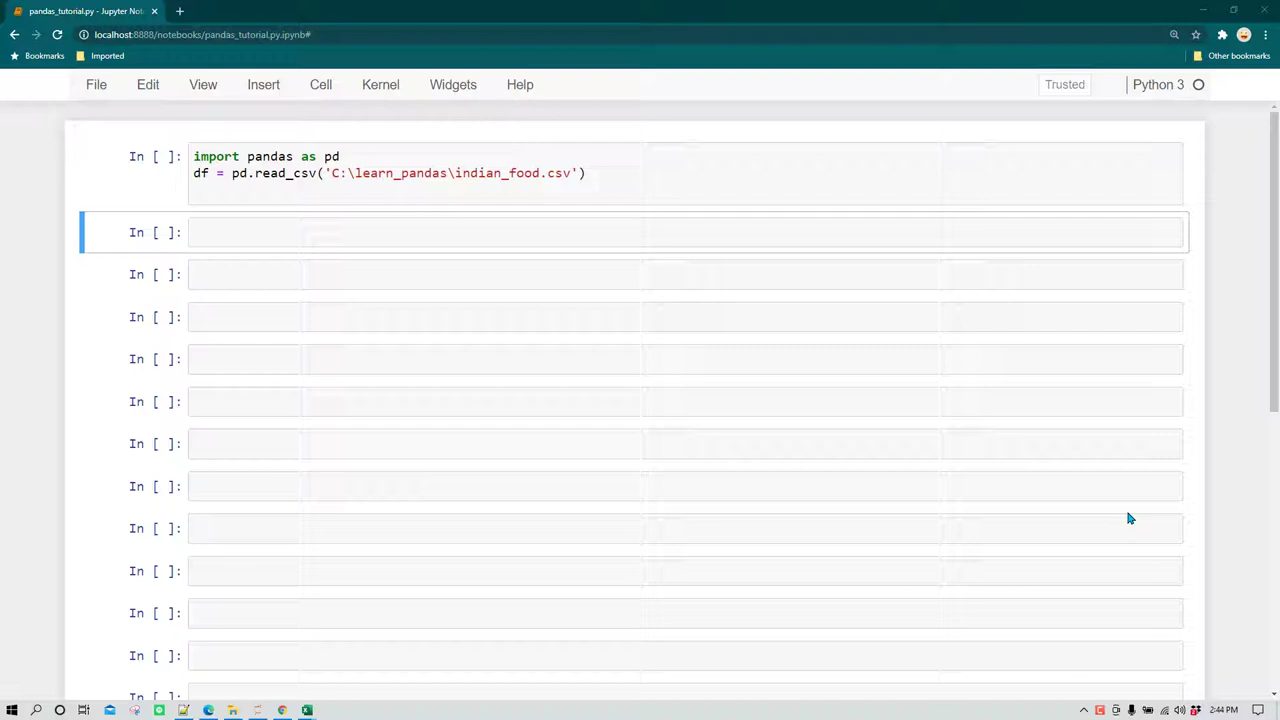 pandas_tutorial.py - Jupyter Not
localhost:8888/notebooks/pandas_tutorial.py.ipynb#
Bookmarks Imported Other bookmarks
File Edit View Insert Cell Kernel Widgets Help Trusted Python 3
In [ ]: import pandas as pd
df = pd.read_csv('C:\learn_pandas\indian_food.csv')
In [ ]:
In [ ]:
In [ ]:
In [ ]:
In [ ]:
In [ ]:
In [ ]:
In [ ]:
In [ ]:
In [ ]:
In [ ]:
In [ ]:
2:44 PM